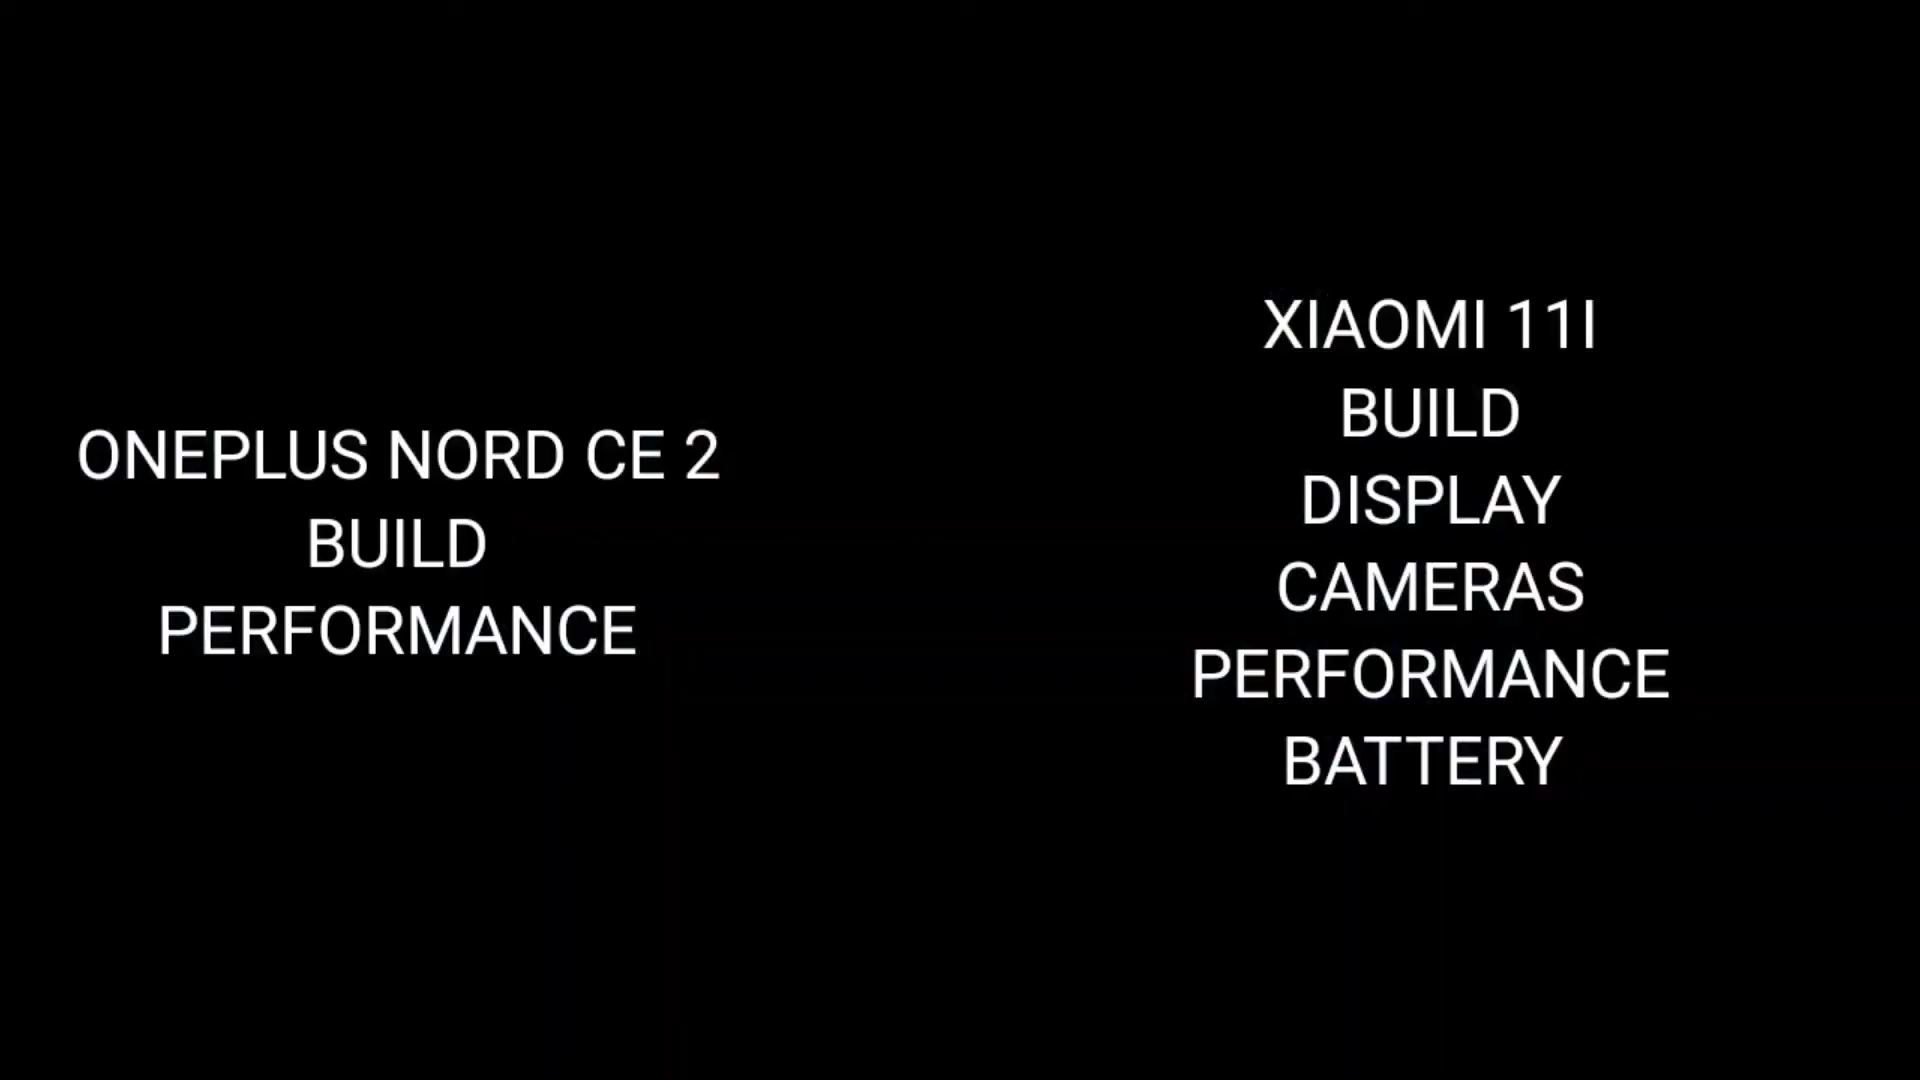 ONEPLUS NORD CE 2
BUILD
PERFORMANCE
XIAOMI 11I
BUILD
DISPLAY
CAMERAS
PERFORMANCE
BATTERY